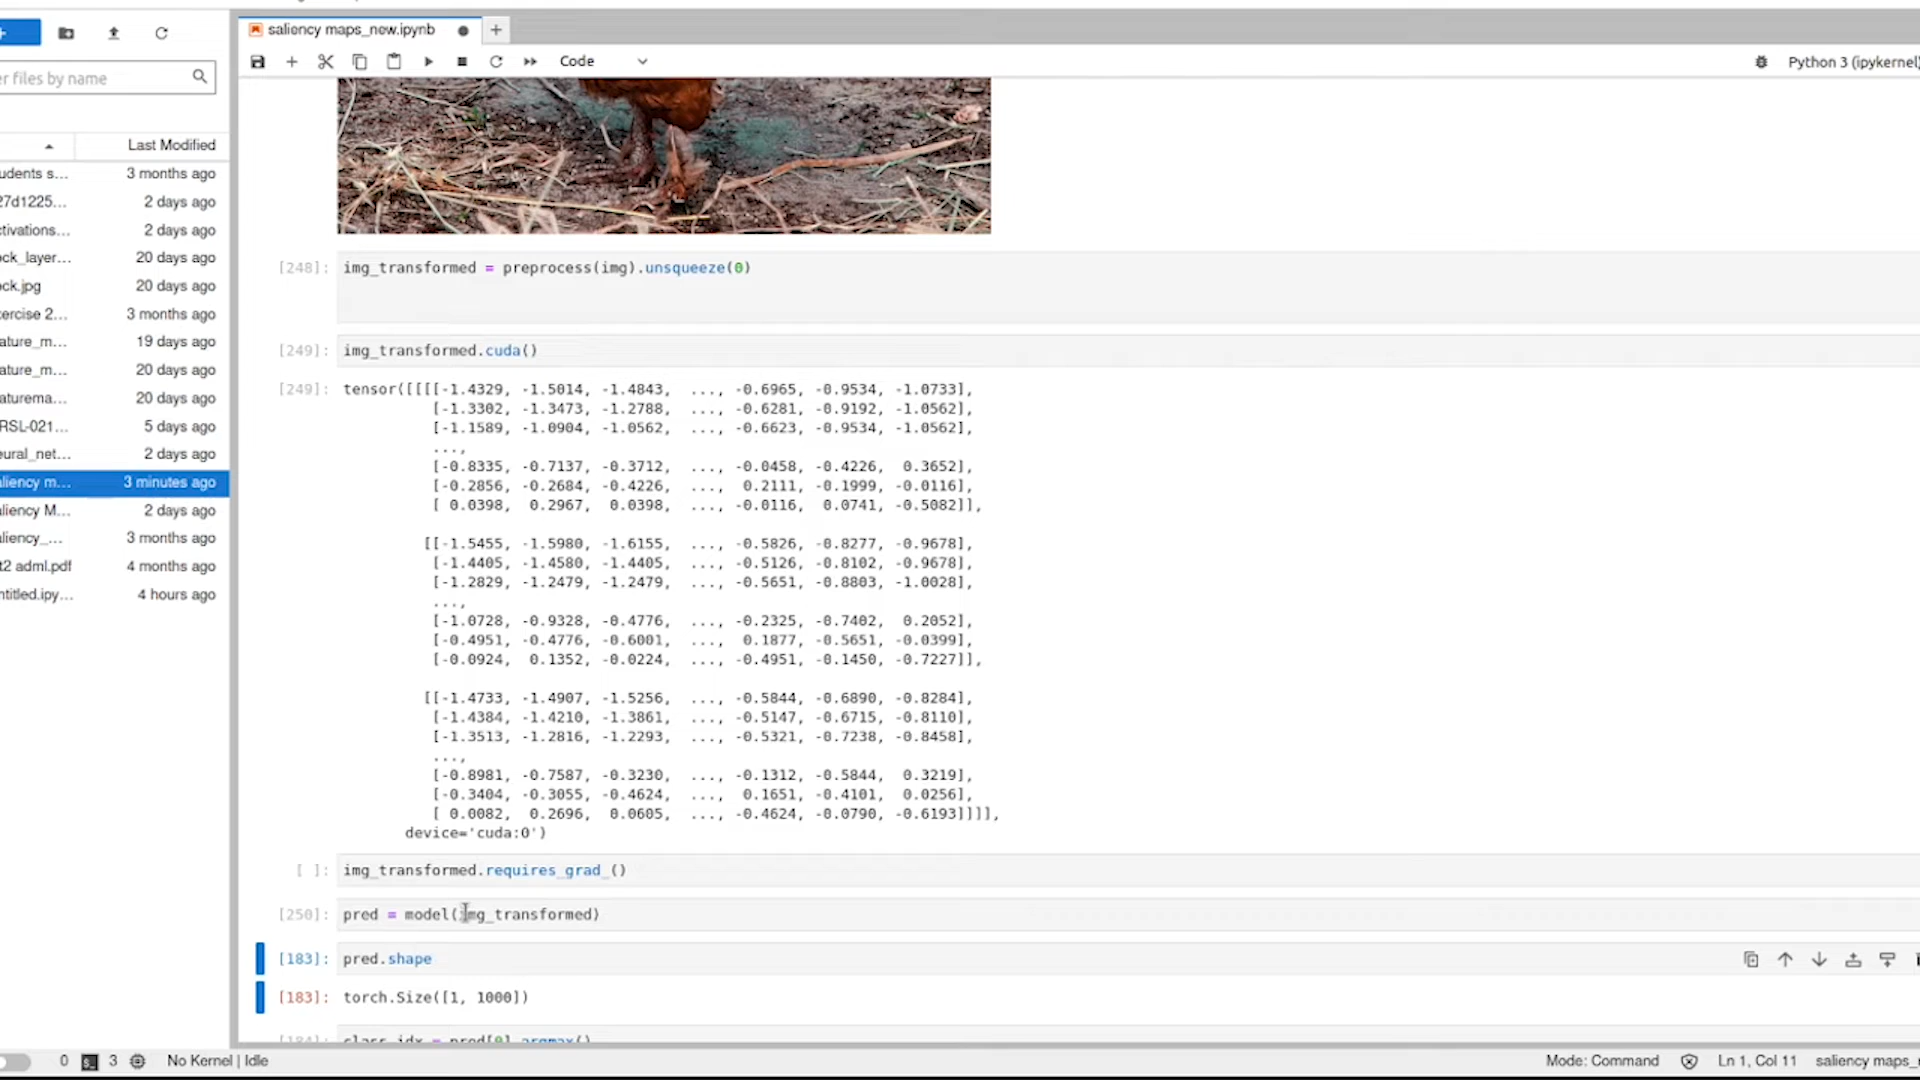 saliency maps_new.ipynb
Code
Python 3 (ipykernel)
er files by name
Last Modified
udents s... 3 months ago
27d1225... 2 days ago
ctivations... 2 days ago
ock_layer... 20 days ago
ock.jpg 20 days ago
ercise 2... 3 months ago
ature_m... 19 days ago
ature_m... 20 days ago
aturema... 20 days ago
RSL-021... 5 days ago
eural_net... 2 days ago
aliency m... 3 minutes ago
aliency M... 2 days ago
aliency_... 3 months ago
t2 adml.pdf 4 months ago
ntitled.ipy... 4 hours ago
[248]: img_transformed = preprocess(img).unsqueeze(0)
[249]: img_transformed.cuda()
[249]: tensor([[[[-1.4329, -1.5014, -1.4843, ..., -0.6965, -0.9534, -1.0733],
[-1.3302, -1.3473, -1.2788, ..., -0.6281, -0.9192, -1.0562],
[-1.1589, -1.0904, -1.0562, ..., -0.6623, -0.9534, -1.0562],
...,
[-0.8335, -0.7137, -0.3712, ..., -0.0458, -0.4226, 0.3652],
[-0.2856, -0.2684, -0.4226, ..., 0.2111, -0.1999, -0.0116],
[ 0.0398, 0.2967, 0.0398, ..., -0.0116, 0.0741, -0.5082]],
[[-1.5455, -1.5980, -1.6155, ..., -0.5826, -0.8277, -0.9678],
[-1.4405, -1.4580, -1.4405, ..., -0.5126, -0.8102, -0.9678],
[-1.2829, -1.2479, -1.2479, ..., -0.5651, -0.8803, -1.0028],
...,
[-1.0728, -0.9328, -0.4776, ..., -0.2325, -0.7402, 0.2052],
[-0.4951, -0.4776, -0.6001, ..., 0.1877, -0.5651, -0.0399],
[-0.0924, 0.1352, -0.0224, ..., -0.4951, -0.1450, -0.7227]],
[[-1.4733, -1.4907, -1.5256, ..., -0.5844, -0.6890, -0.8284],
[-1.4384, -1.4210, -1.3861, ..., -0.5147, -0.6715, -0.8110],
[-1.3513, -1.2816, -1.2293, ..., -0.5321, -0.7238, -0.8458],
...,
[-0.8981, -0.7587, -0.3230, ..., -0.1312, -0.5844, 0.3219],
[-0.3404, -0.3055, -0.4624, ..., 0.1651, -0.4101, 0.0256],
[ 0.0082, 0.2696, 0.0605, ..., -0.4624, -0.0790, -0.6193]]]],
device='cuda:0')
[ ]: img_transformed.requires_grad_()
[250]: pred = model(img_transformed)
[183]: pred.shape
[183]: torch.Size([1, 1000])
[184]: class_idx = pred[0].argmax()
0 3 No Kernel | Idle
Mode: Command Ln 1, Col 11 saliency maps_n